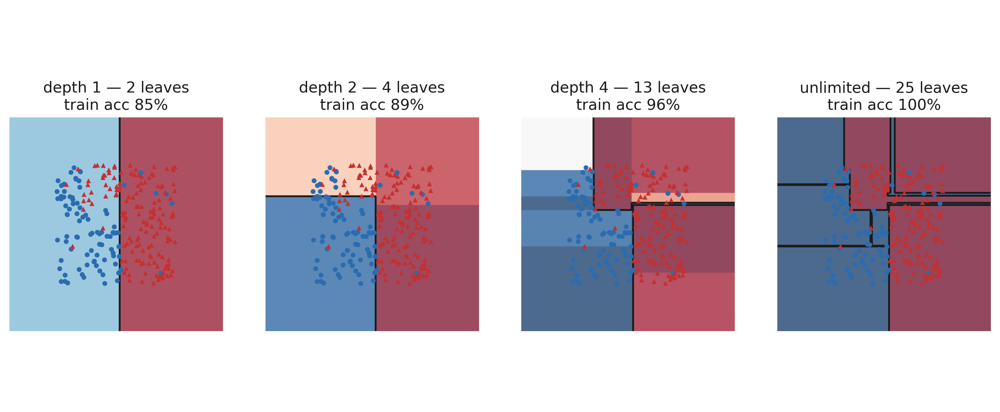 depth 1 — 2 leaves
train acc 85%
depth 2 — 4 leaves
train acc 89%
depth 4 — 13 leaves
train acc 96%
unlimited — 25 leaves
train acc 100%